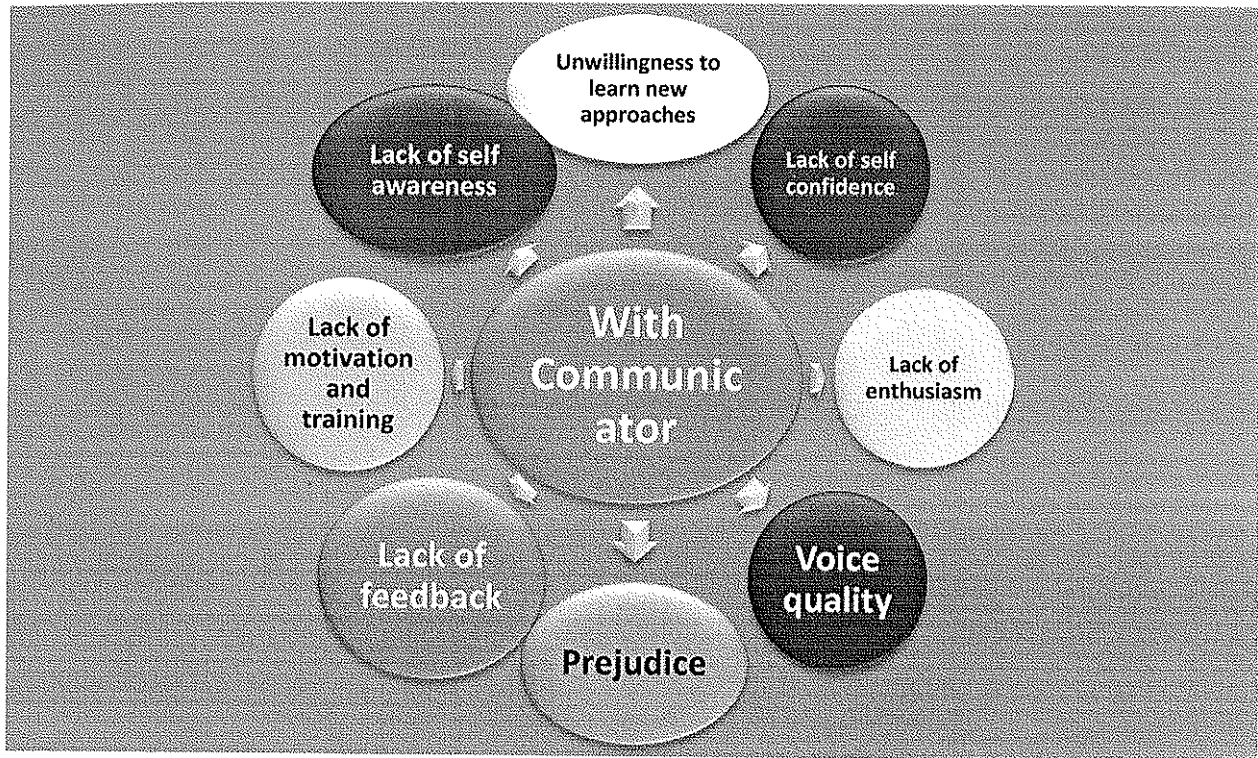 Unwillingness to
learn new
approaches
Lack of self
confidence
Lack of
enthusiasm
Voice
quality
Prejudice
Lack of
feedback
Lack of
motivation
and
training
Lack of self
awareness
With
Communic
ator